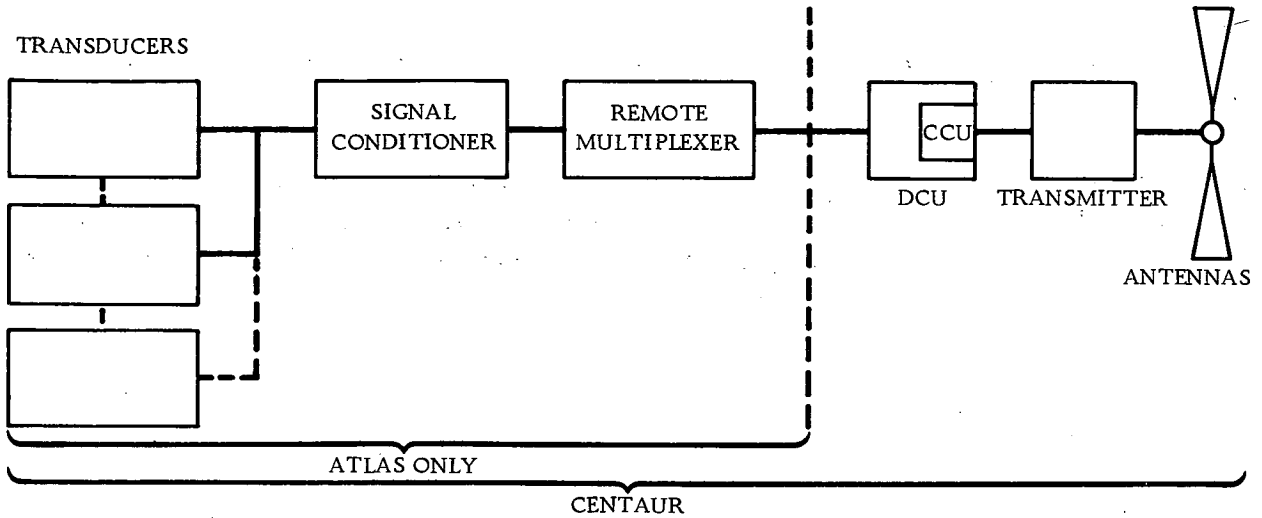 TRANSDUCERS
SIGNAL
CONDITIONER
REMOTE
MULTIPLEXER
CCU
DCU
TRANSMITTER
ANTENNAS
ATLAS ONLY
CENTAUR